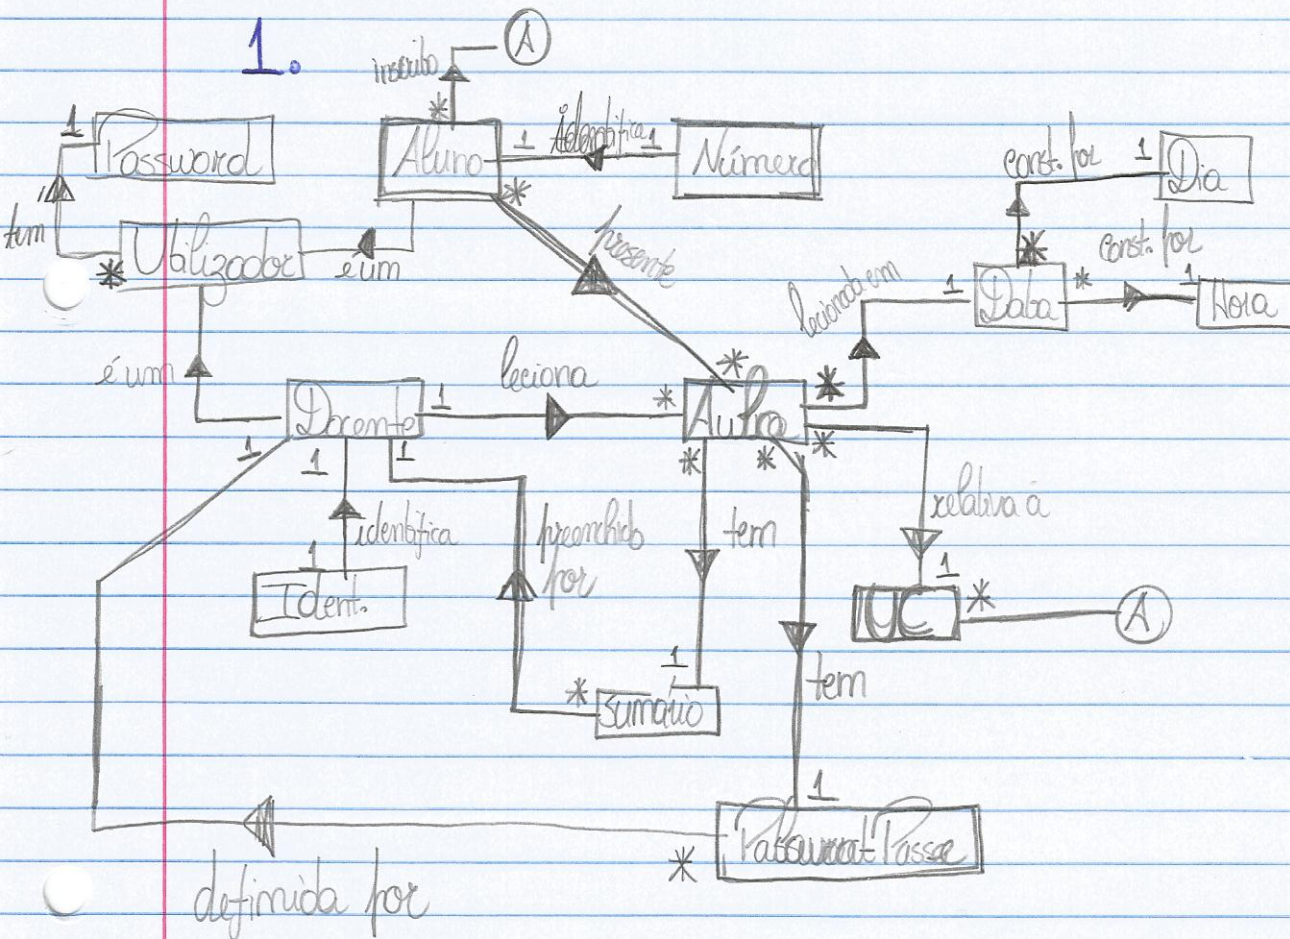 1.
A
inscrito
*
1
Password
Aluno
1 identifica 1
Número
const. por
1
Dia
*
tem
Utilizador
*
é um
presente
*
const. por
lecionada em
1
Data
*
1
Hora
é um
leciona
*
*
Docente
1
*
Aula
1
1
1
*
*
*
identifica
preenchido
por
tem
relativa à
1
Ident.
1
UC
*
A
1
*
Sumário
tem
1
Passe
*
definida por